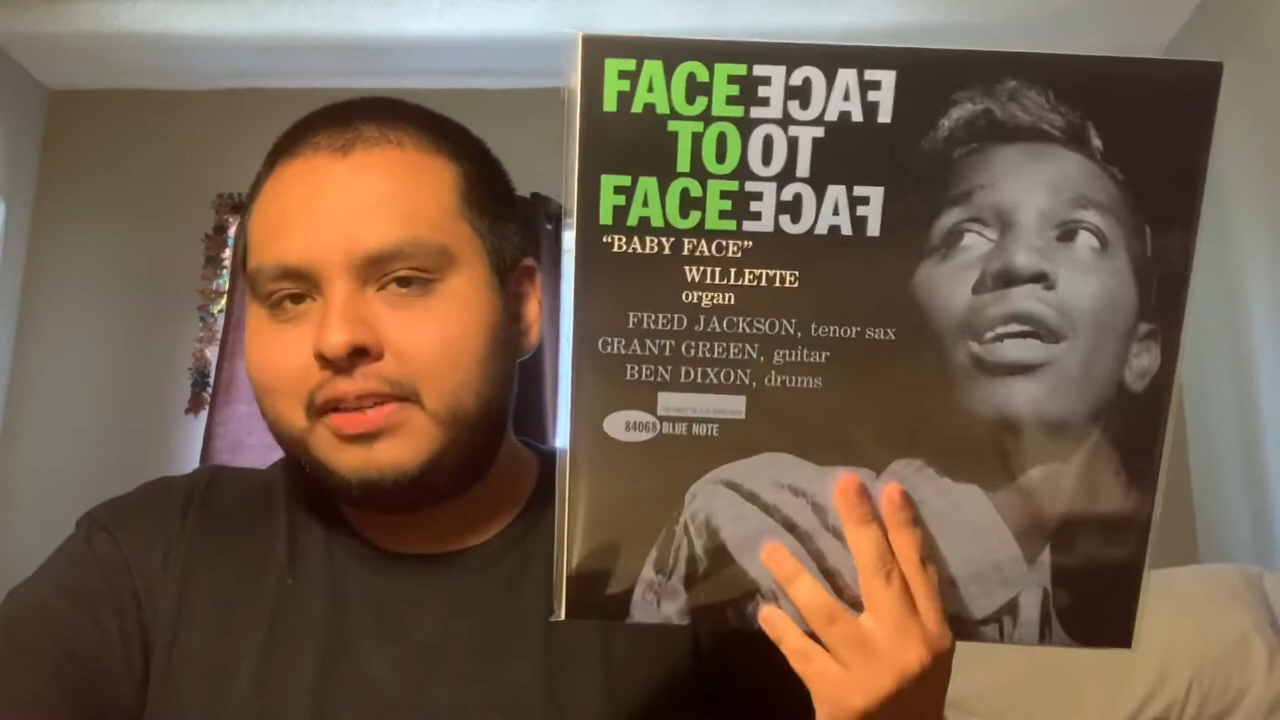 FACE FACE
TO TO
FACE FACE
“BABY FACE”
WILLETTE
organ
FRED JACKSON, tenor sax
GRANT GREEN, guitar
BEN DIXON, drums
84068 BLUE NOTE